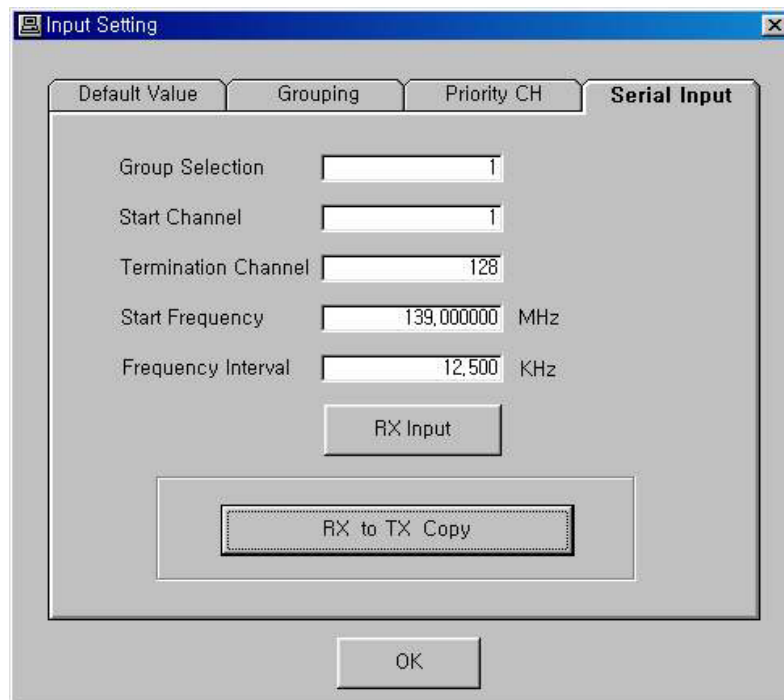 Input Setting
Default Value Grouping Priority CH Serial Input
Group Selection 1
Start Channel 1
Termination Channel 128
Start Frequency 139.000000 MHz
Frequency Interval 12.500 KHz
RX Input
RX to TX Copy
OK